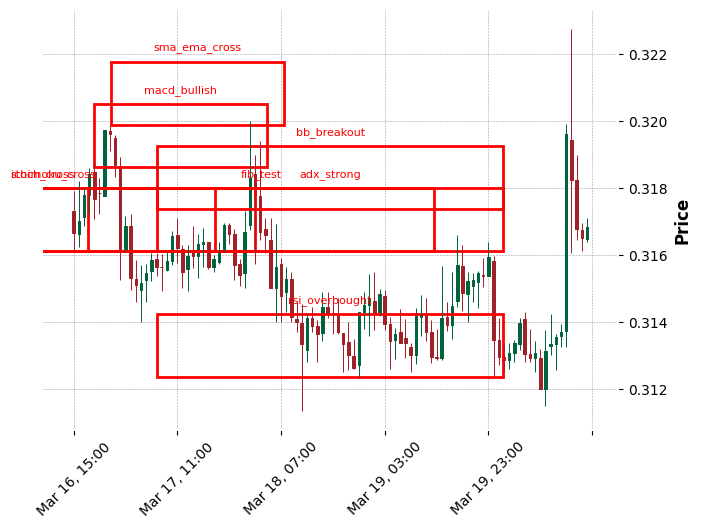 sma_ema_cross
macd_bullish
bb_breakout
fib_test
adx_strong
rsi_overbought
0.322
0.320
0.318
0.316
0.314
0.312
Price
Mar 16, 15:00
Mar 17, 11:00
Mar 18, 07:00
Mar 19, 03:00
Mar 19, 23:00